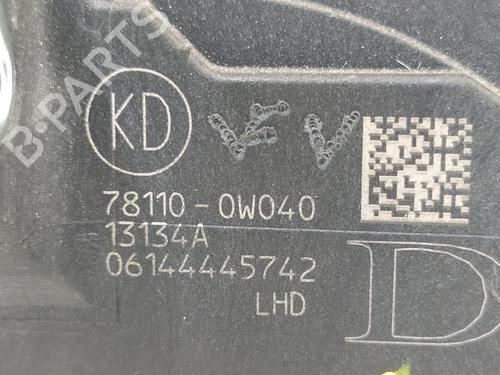 B-PARTS
KD
V V
78110-0W040
13134A
06144445742
LHD
D